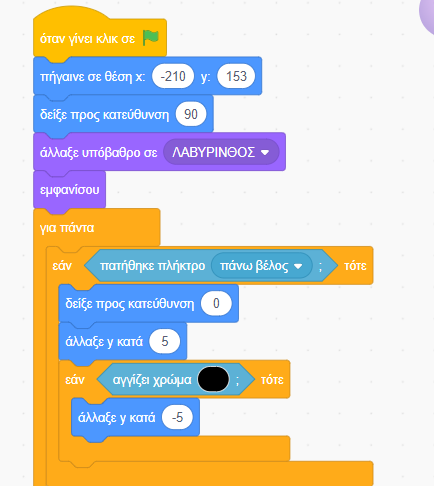 όταν γίνει κλικ σε
πήγαινε σε θέση x: -210 y: 153
δείξε προς κατεύθυνση 90
άλλαξε υπόβαθρο σε ΛΑΒΥΡΙΝΘΟΣ
εμφανίσου
για πάντα
εάν πατήθηκε πλήκτρο πάνω βέλος ; τότε
δείξε προς κατεύθυνση 0
άλλαξε y κατά 5
εάν αγγίζει χρώμα ; τότε
άλλαξε y κατά -5